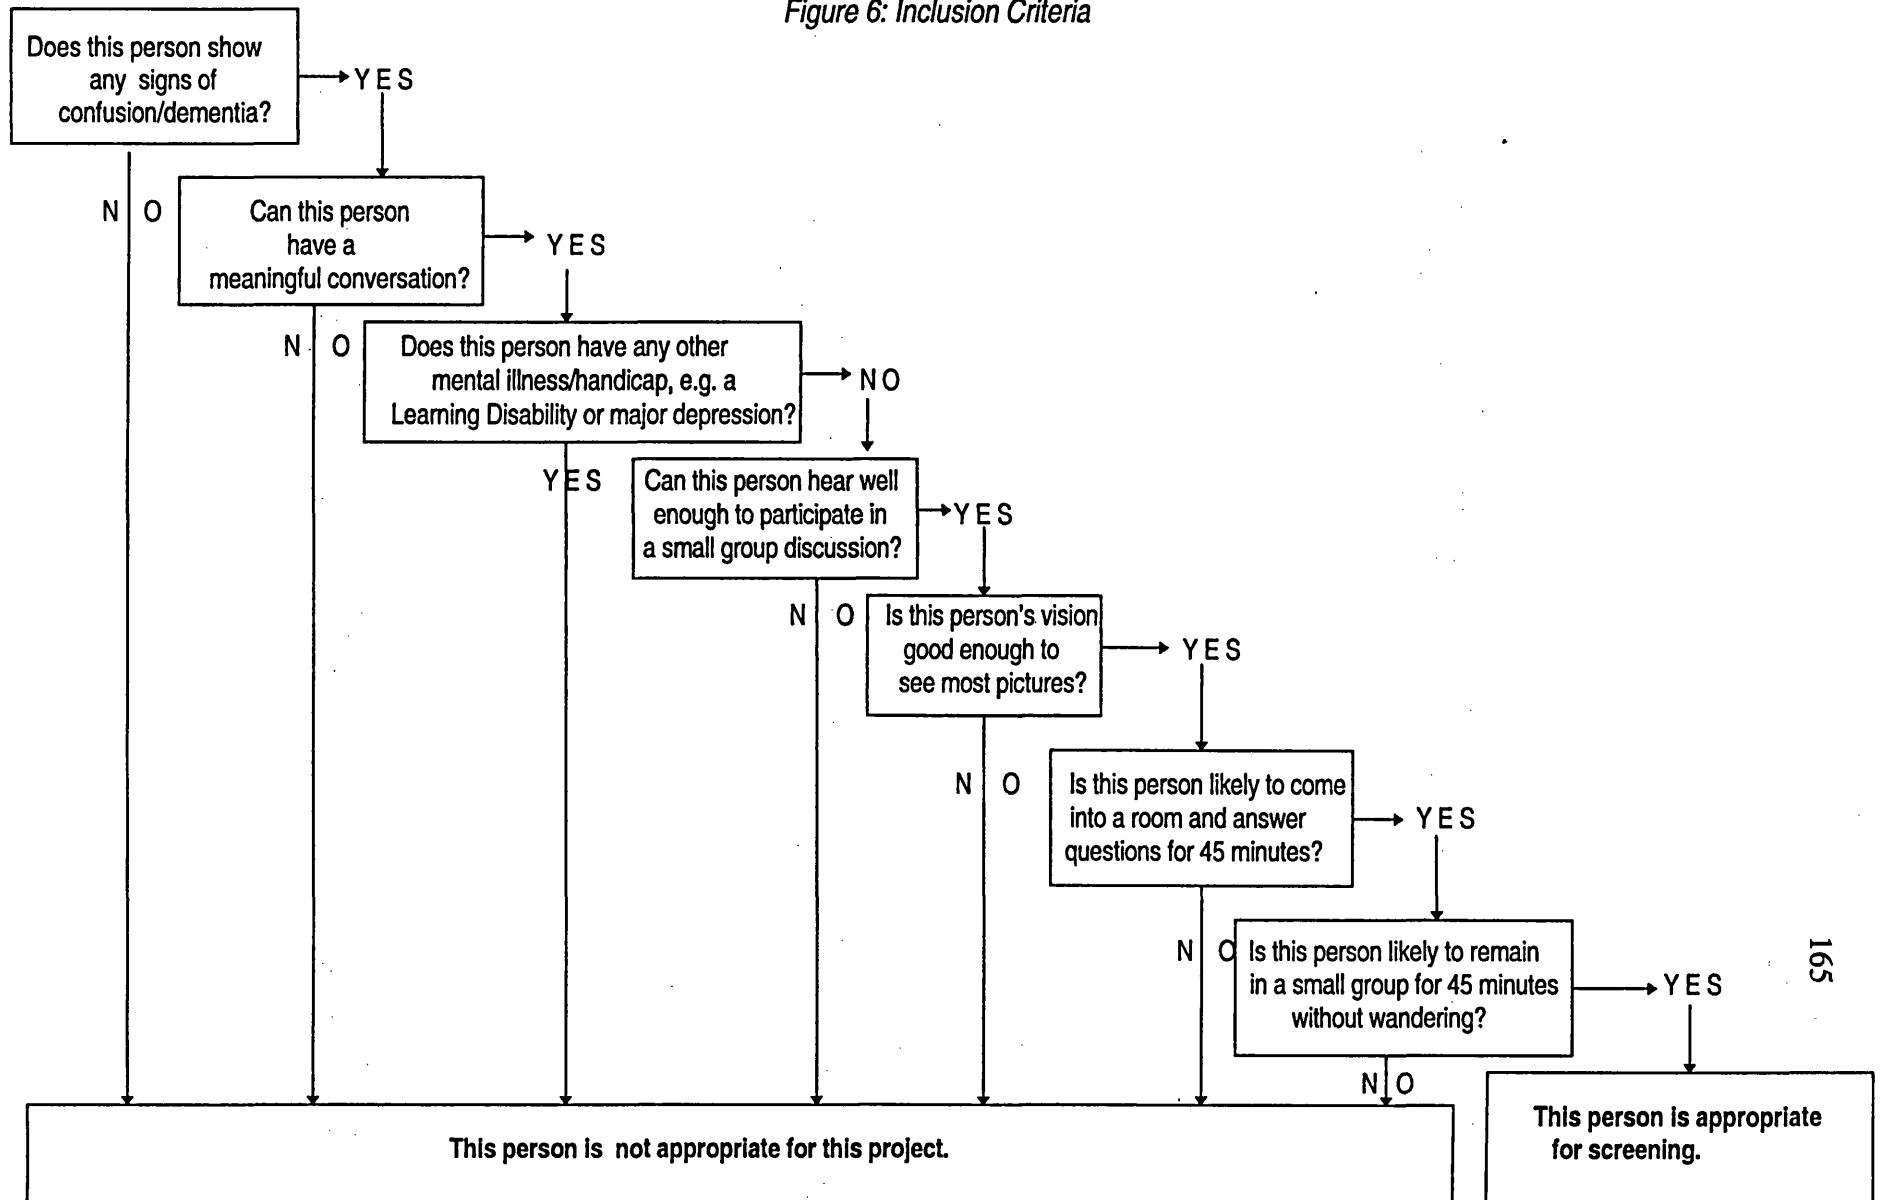 Figure 6: Inclusion Criteria
Does this person show
any signs of
confusion/dementia?
YES
NO
Can this person
have a
meaningful conversation?
YES
NO
Does this person have any other
mental illness/handicap, e.g. a
Learning Disability or major depression?
NO
YES
Can this person hear well
enough to participate in
a small group discussion?
YES
NO
Is this person's vision
good enough to
see most pictures?
YES
NO
Is this person likely to come
into a room and answer
questions for 45 minutes?
YES
NO
Is this person likely to remain
in a small group for 45 minutes
without wandering?
YES
NO
This person is not appropriate for this project.
This person is appropriate
for screening.
165